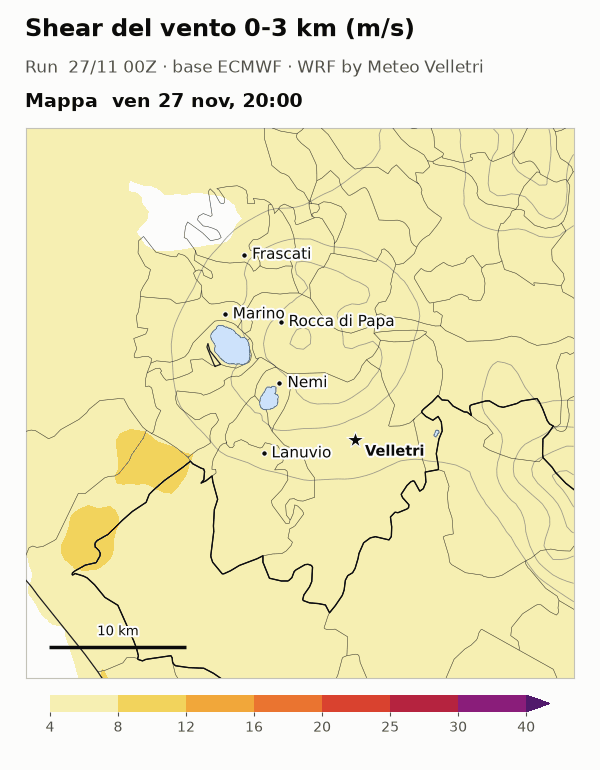 Shear del vento 0-3 km (m/s)
Run  27/11 00Z · base ECMWF · WRF by Meteo Velletri
Mappa  ven 27 nov, 20:00
Frascati
Marino
Rocca di Papa
Nemi
Velletri
Lanuvio
10 km
4 8 12 16 20 25 30 40